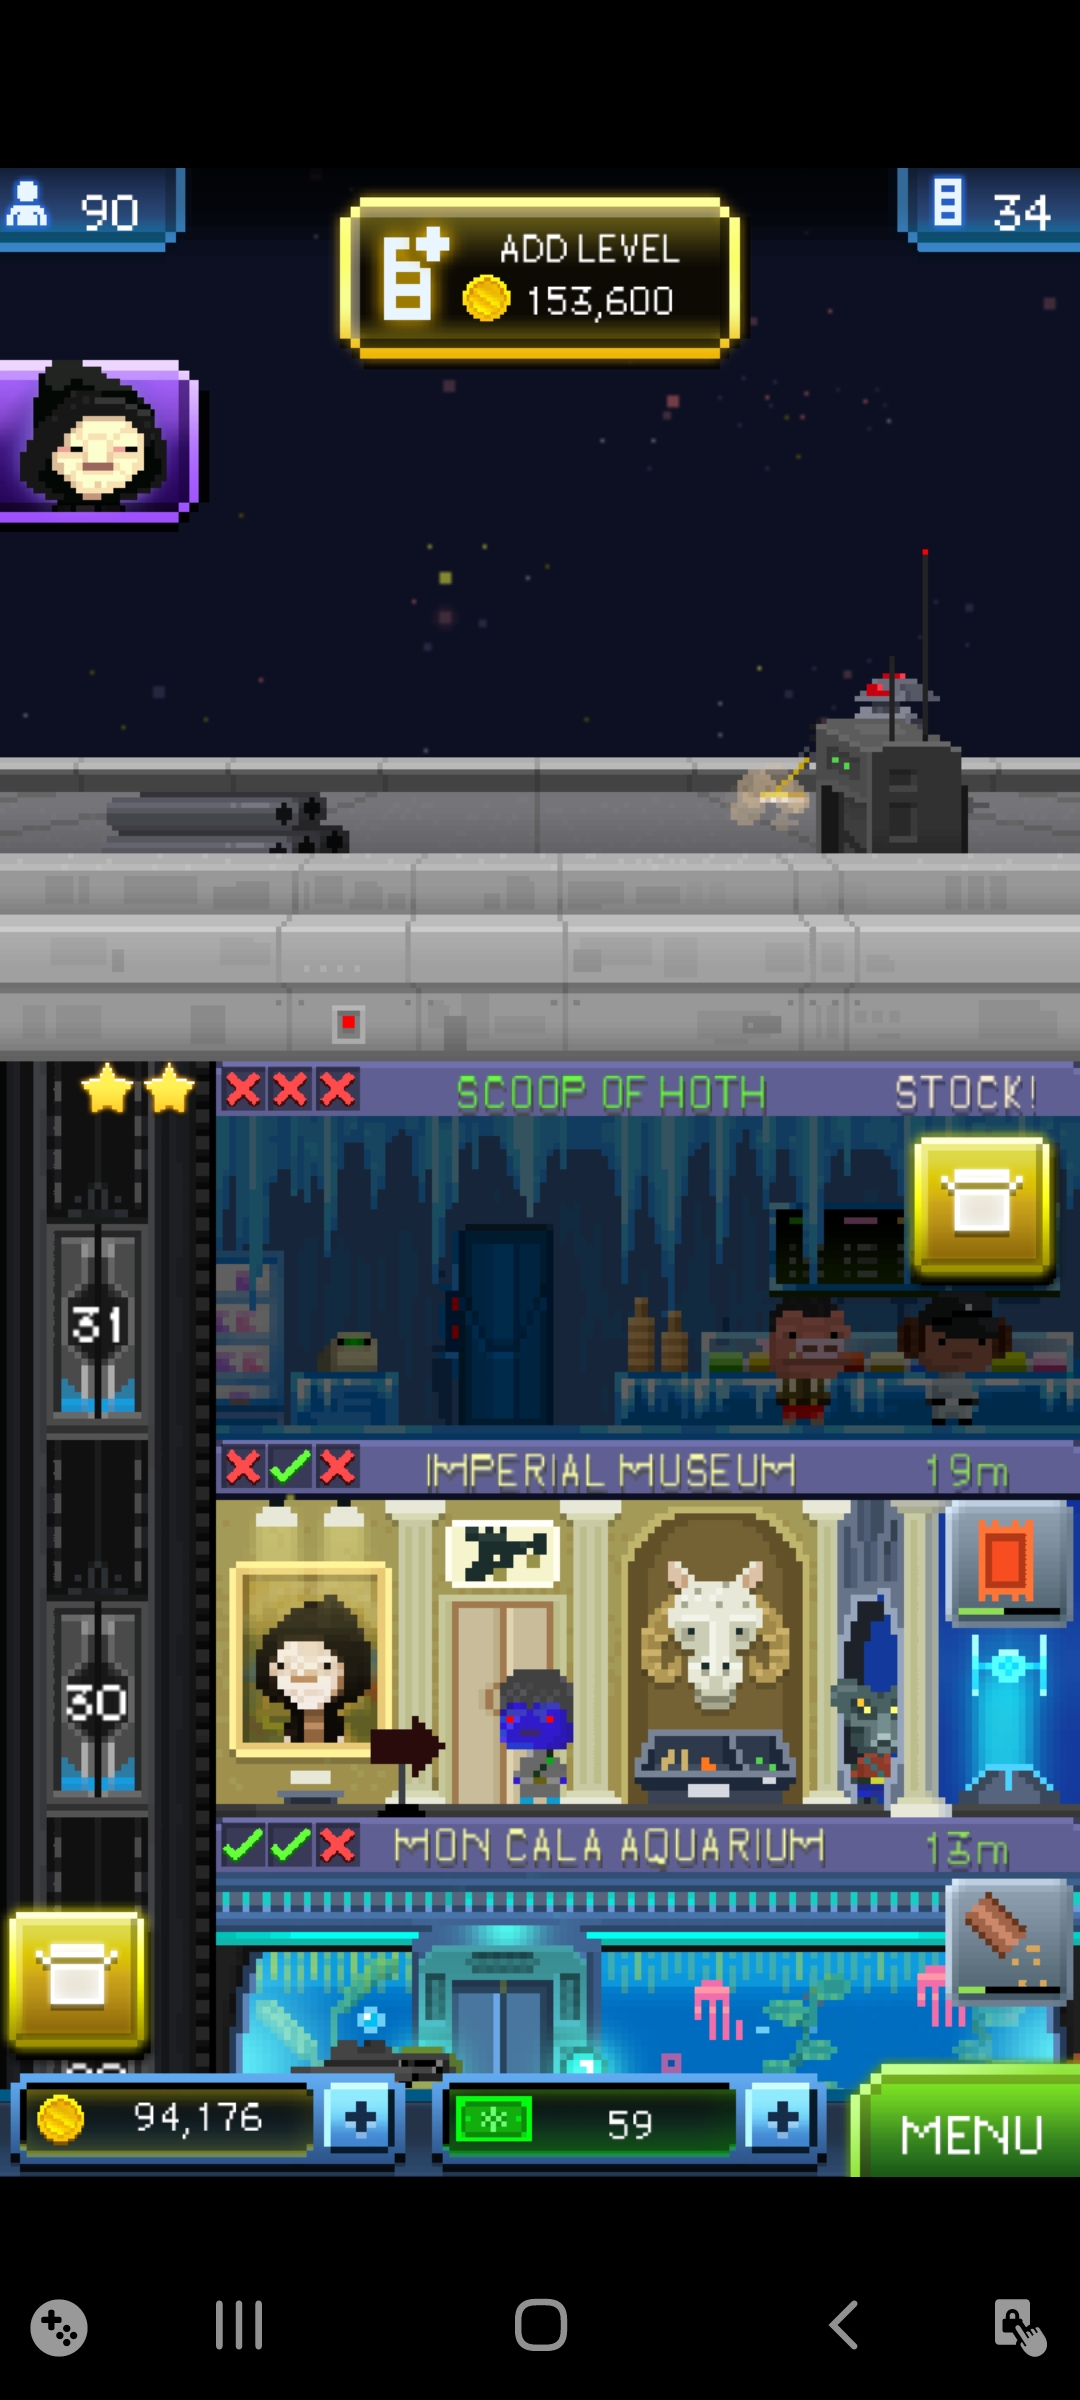 90
34
ADD LEVEL
153,600
SCOOP OF HOTH
STOCK!
31
IMPERIAL MUSEUM
19m
30
MON CALA AQUARIUM
13m
94,176
59
MENU